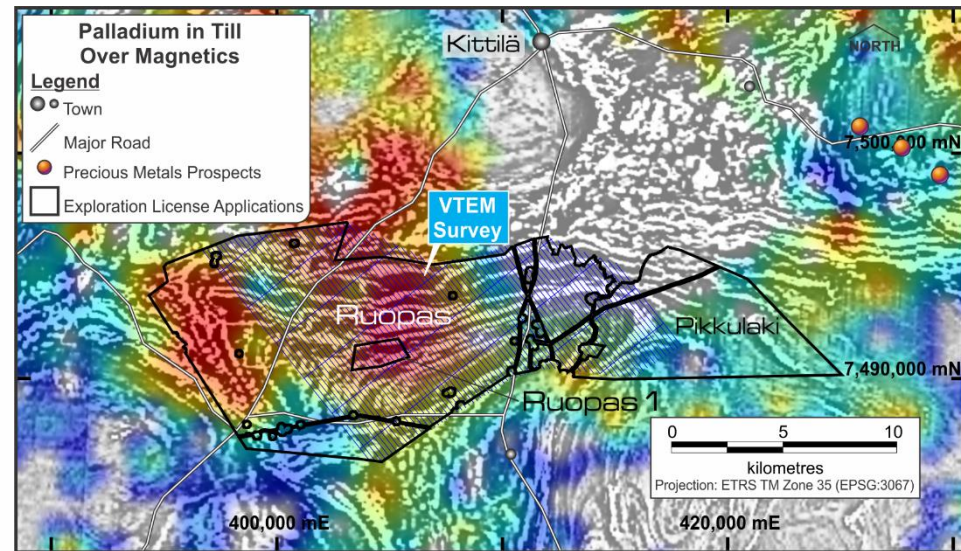 Palladium in Till
Over Magnetics
Legend
Town
Major Road
Precious Metals Prospects
Exploration License Applications
Kittilä
NORTH
7,500,000 mN
VTEM
Survey
Ruopas
Pikkulaki
7,490,000 mN
Ruopas 1
0 5 10
kilometres
Projection: ETRS TM Zone 35 (EPSG:3067)
400,000 mE
420,000 mE